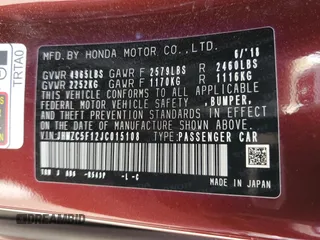 MFD. BY HONDA MOTOR CO., LTD.
6/'18
GVWR 4965LBS GAWR F 2579LBS R 2460LBS
GVWR 2252KG GAWR F 1170KG R 1116KG
THIS VEHICLE CONFORMS TO ALL APPLICABLE
FEDERAL MOTOR VEHICLE SAFETY, BUMPER,
AND THEFT PREVENTION STANDARDS IN EFFECT
ON THE DATE OF MANUFACTURE SHOWN ABOVE.
TYPE:PASSENGER CAR
MADE IN JAPAN
TRTA0
DREAMBID